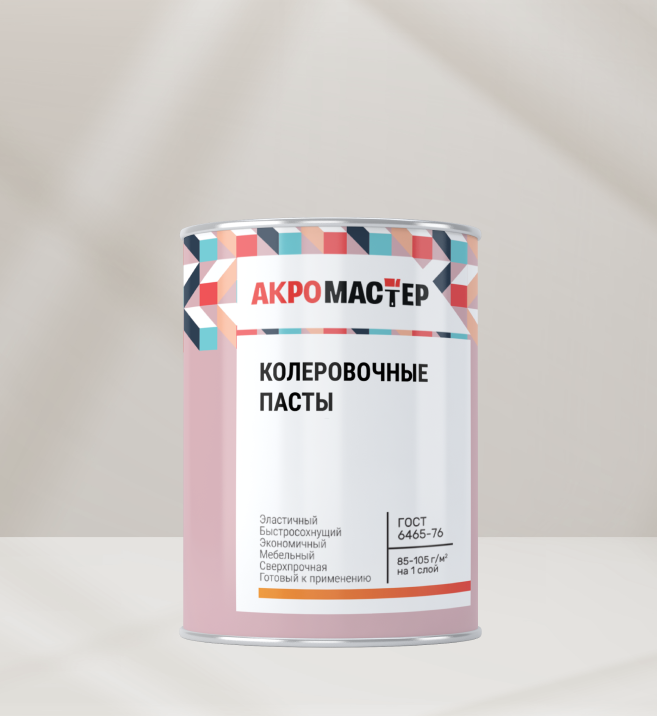 АКРОМАСТЕР
КОЛЕРОВОЧНЫЕ
ПАСТЫ
Эластичный
Быстросохнущий
Экономичный
Мебельный
Сверхпрочная
Готовый к применению
ГОСТ
6465-76
85-105 г/м²
на 1 слой